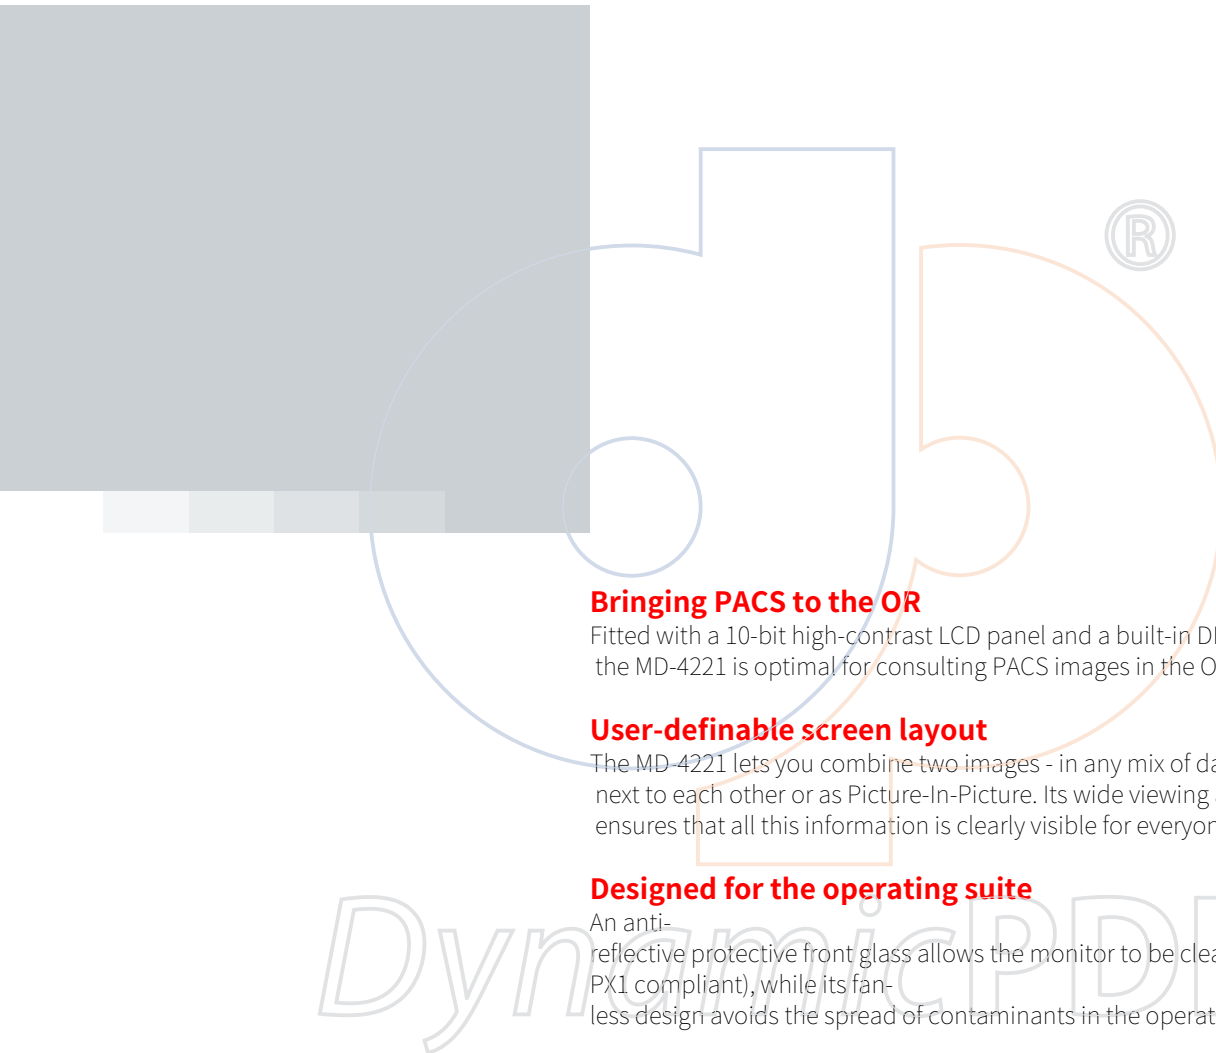 ®
Bringing PACS to the OR
Fitted with a 10-bit high-contrast LCD panel and a built-in
the MD-4221 is optimal for consulting PACS images in the
User-definable screen layout
The MD-4221 lets you combine two images - in any mix of
next to each other or as Picture-In-Picture. Its wide viewing
ensures that all this information is clearly visible for
Designed for the operating suite
An anti-
reflective protective front glass allows the monitor to be
PX1 compliant), while its fan-
less design avoids the spread of contaminants in the
DynamicPDF